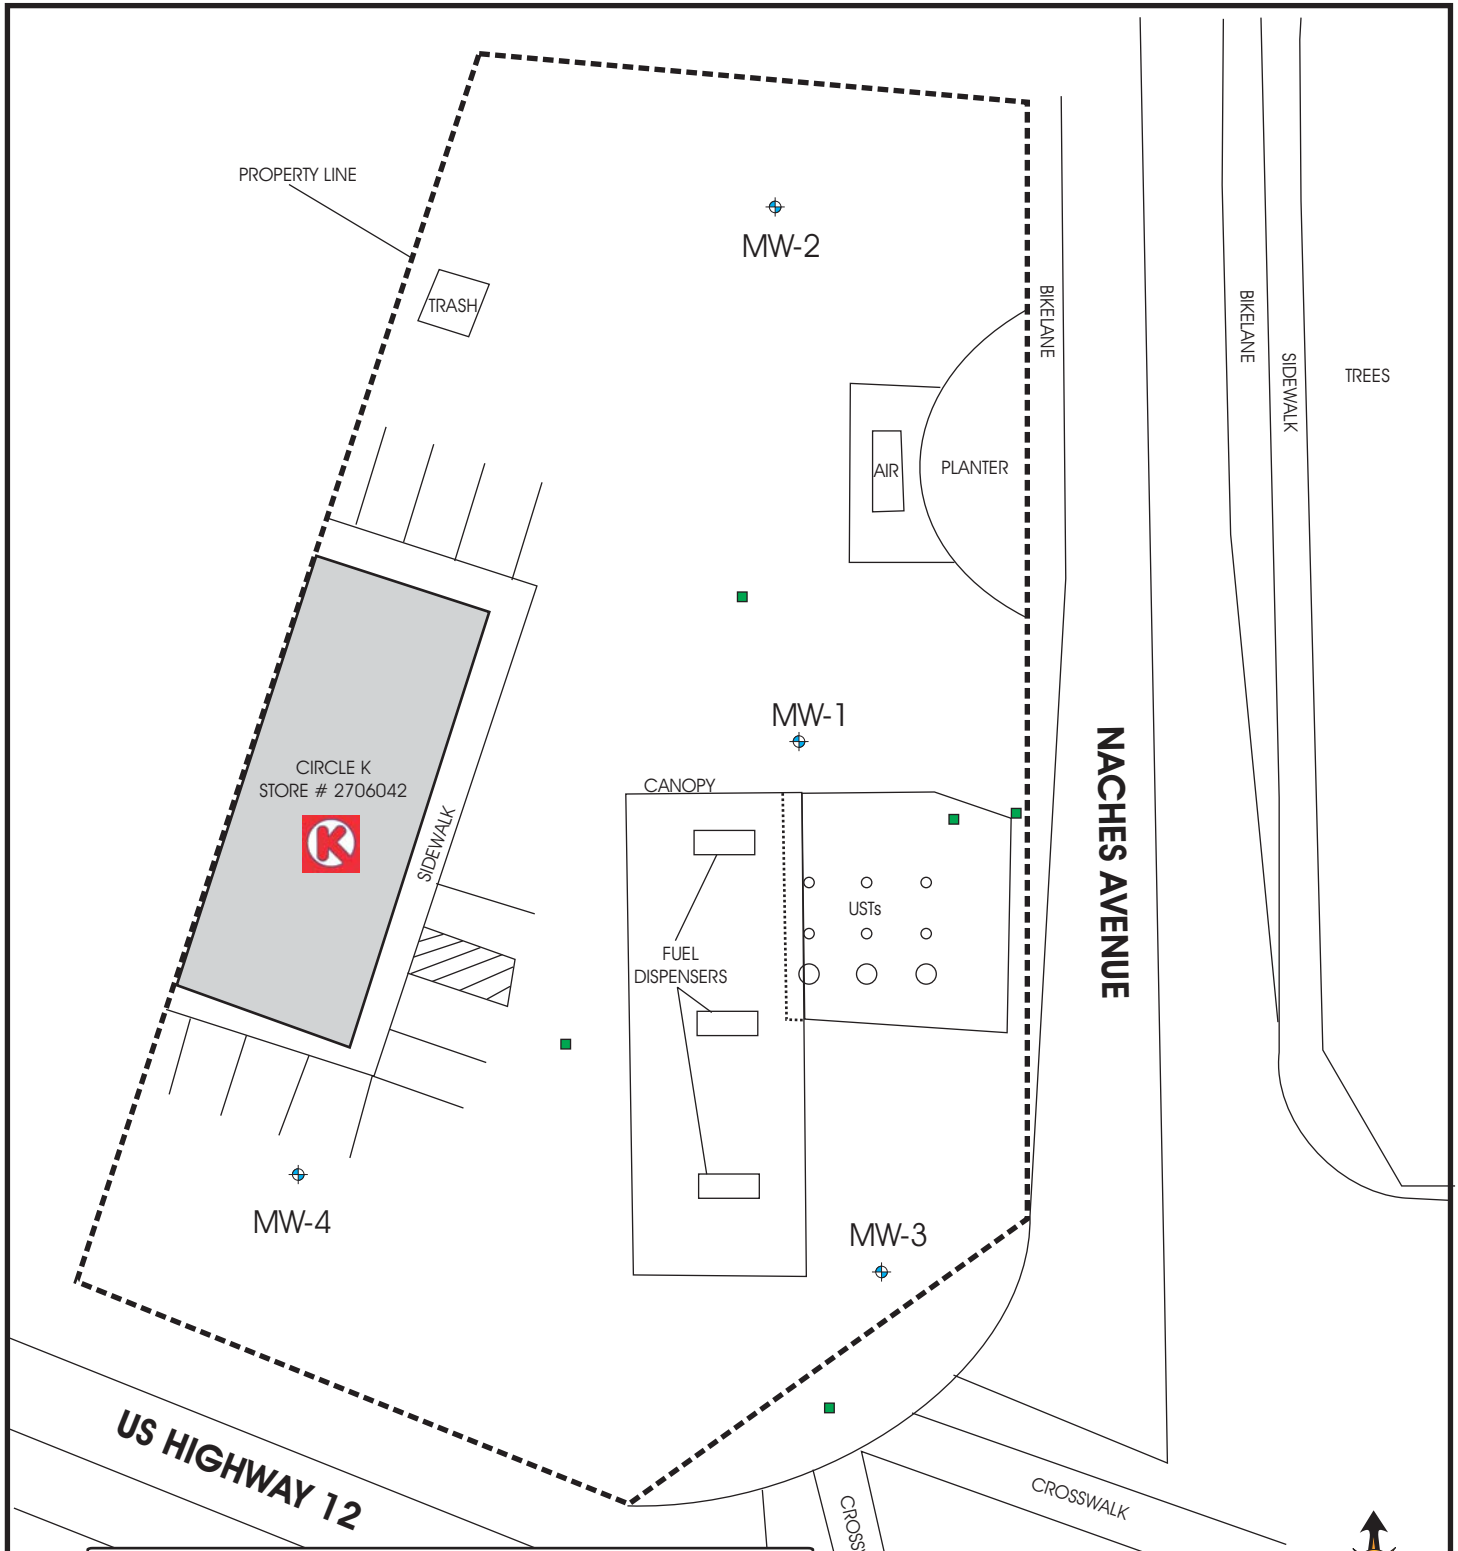 PROPERTY LINE
MW-2
TRASH
BIKELANE
BIKELANE
SIDEWALK
TREES
AIR
PLANTER
MW-1
NACHES AVENUE
CIRCLE K
STORE # 2706042
K
SIDEWALK
CANOPY
USTs
FUEL
DISPENSERS
MW-4
MW-3
US HIGHWAY 12
CROSSWALK